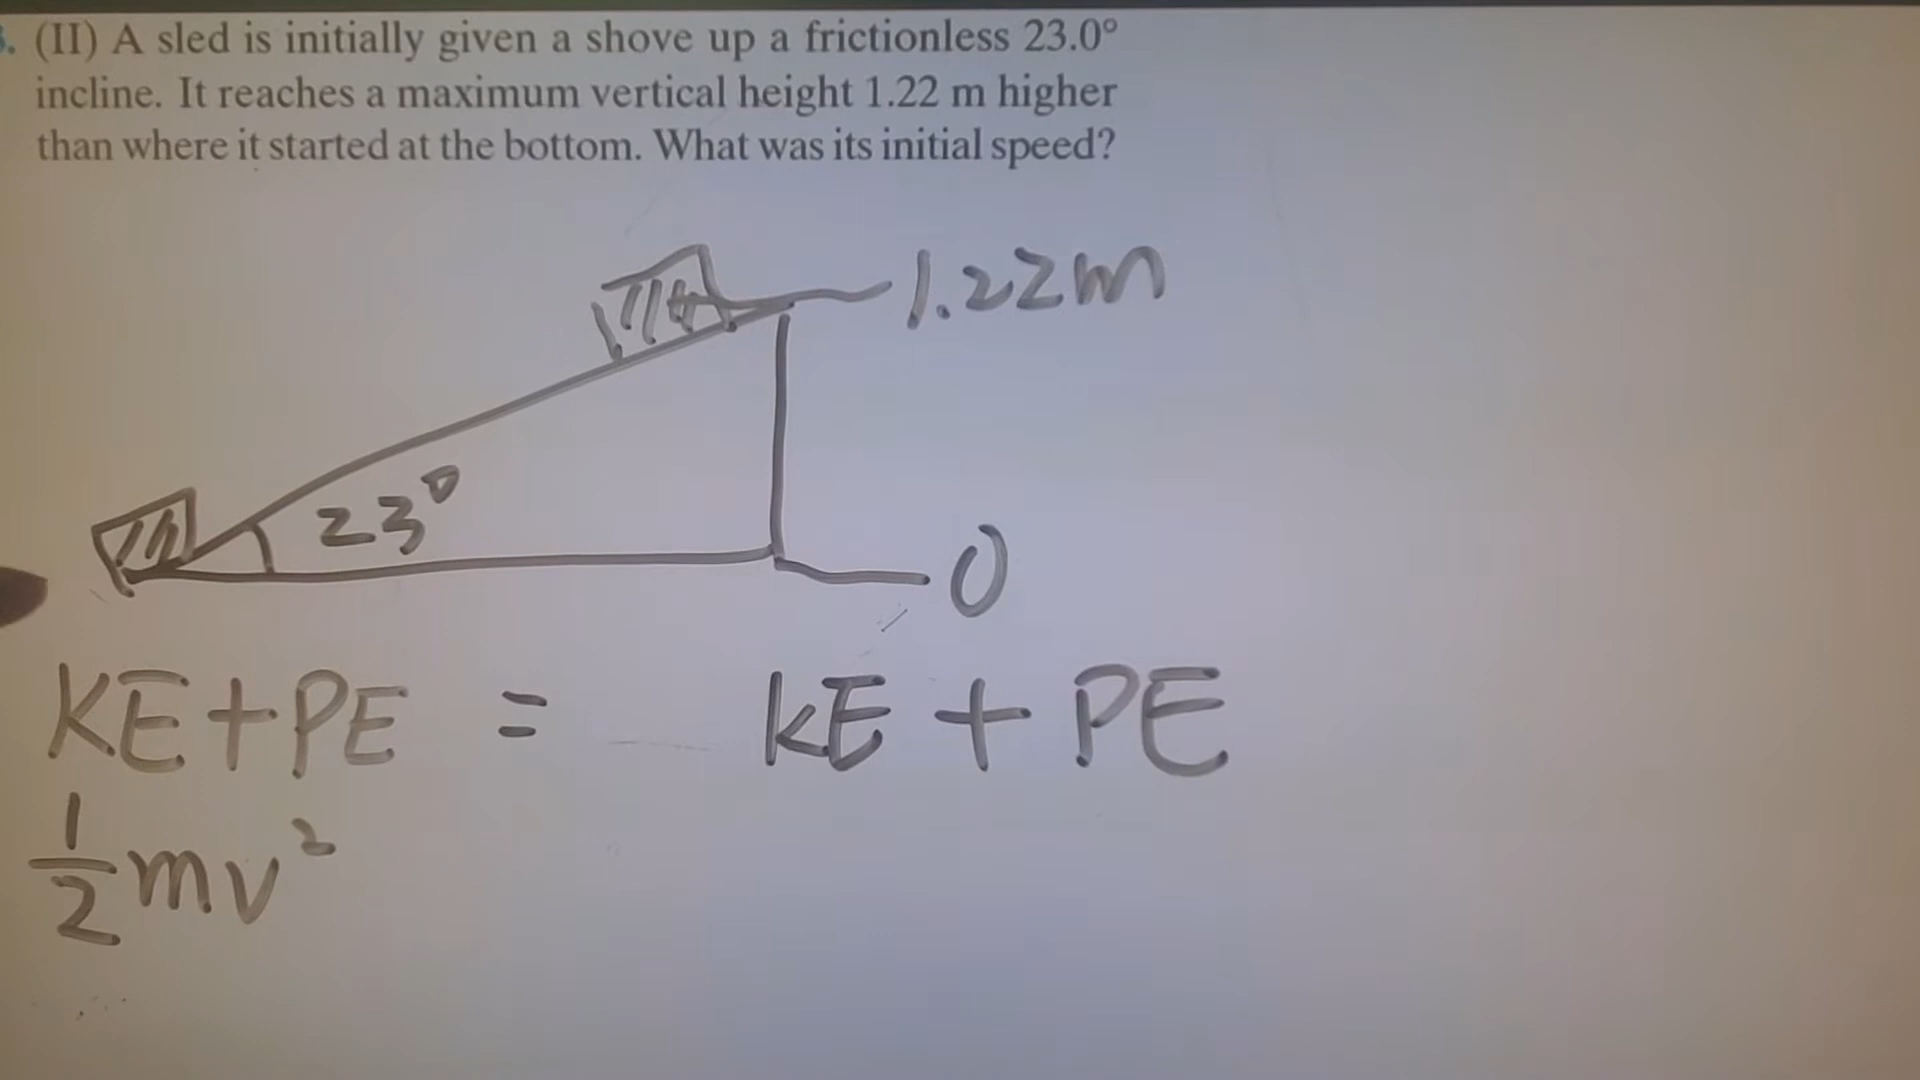 . (II) A sled is initially given a shove up a frictionless 23.0°
incline. It reaches a maximum vertical height 1.22 m higher
than where it started at the bottom. What was its initial speed?
1.22m
23°
0
KE+PE = KE + PE
1/2 mv²